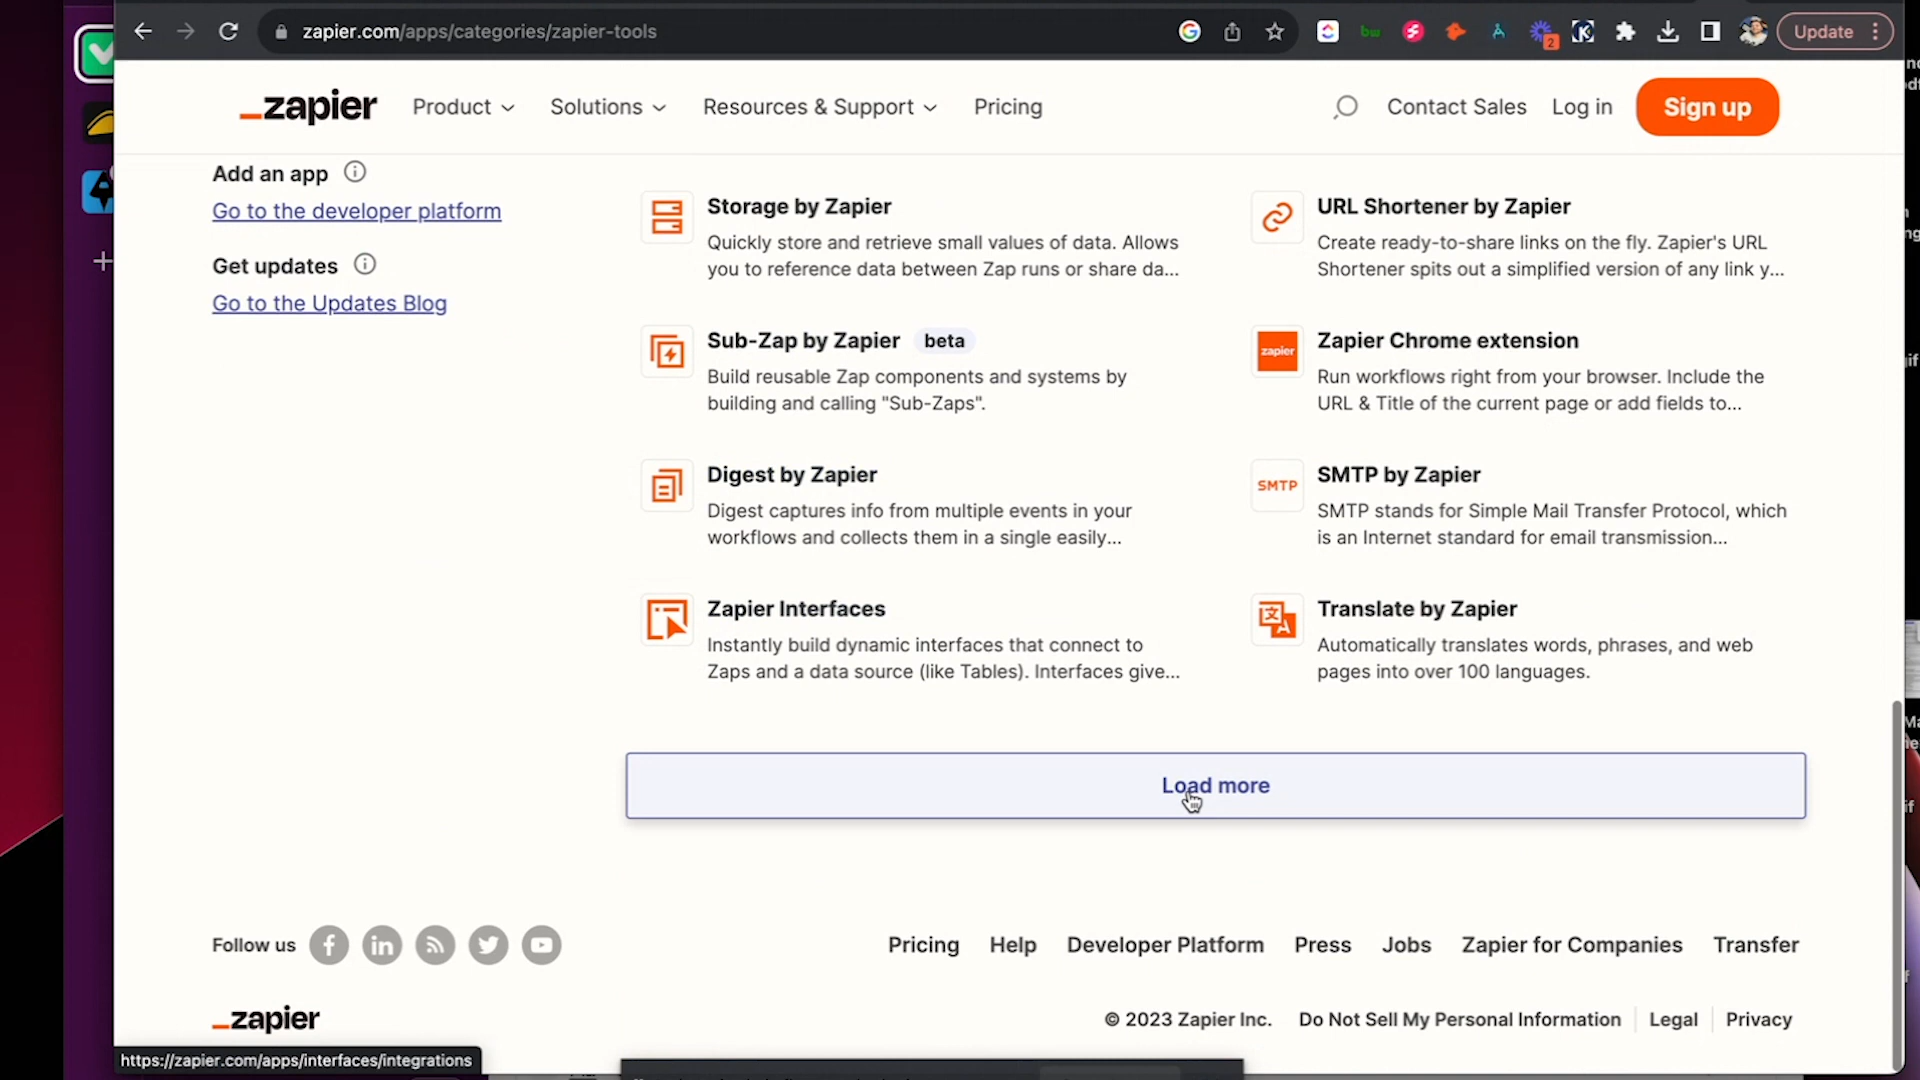 zapier.com/apps/categories/zapier-tools
bw
2
Update
zapier
Product
Solutions
Resources & Support
Pricing
Contact Sales
Log in
Sign up
Add an app
Go to the developer platform
Get updates
Go to the Updates Blog
Storage by Zapier
Quickly store and retrieve small values of data. Allows
you to reference data between Zap runs or share da...
URL Shortener by Zapier
Create ready-to-share links on the fly. Zapier's URL
Shortener spits out a simplified version of any link y...
Sub-Zap by Zapier beta
Build reusable Zap components and systems by
building and calling "Sub-Zaps".
zapier
Zapier Chrome extension
Run workflows right from your browser. Include the
URL & Title of the current page or add fields to...
Digest by Zapier
Digest captures info from multiple events in your
workflows and collects them in a single easily...
SMTP
SMTP by Zapier
SMTP stands for Simple Mail Transfer Protocol, which
is an Internet standard for email transmission...
Zapier Interfaces
Instantly build dynamic interfaces that connect to
Zaps and a data source (like Tables). Interfaces give...
Translate by Zapier
Automatically translates words, phrases, and web
pages into over 100 languages.
Load more
Follow us
Pricing
Help
Developer Platform
Press
Jobs
Zapier for Companies
Transfer
zapier
© 2023 Zapier Inc.
Do Not Sell My Personal Information
Legal
Privacy
https://zapier.com/apps/interfaces/integrations